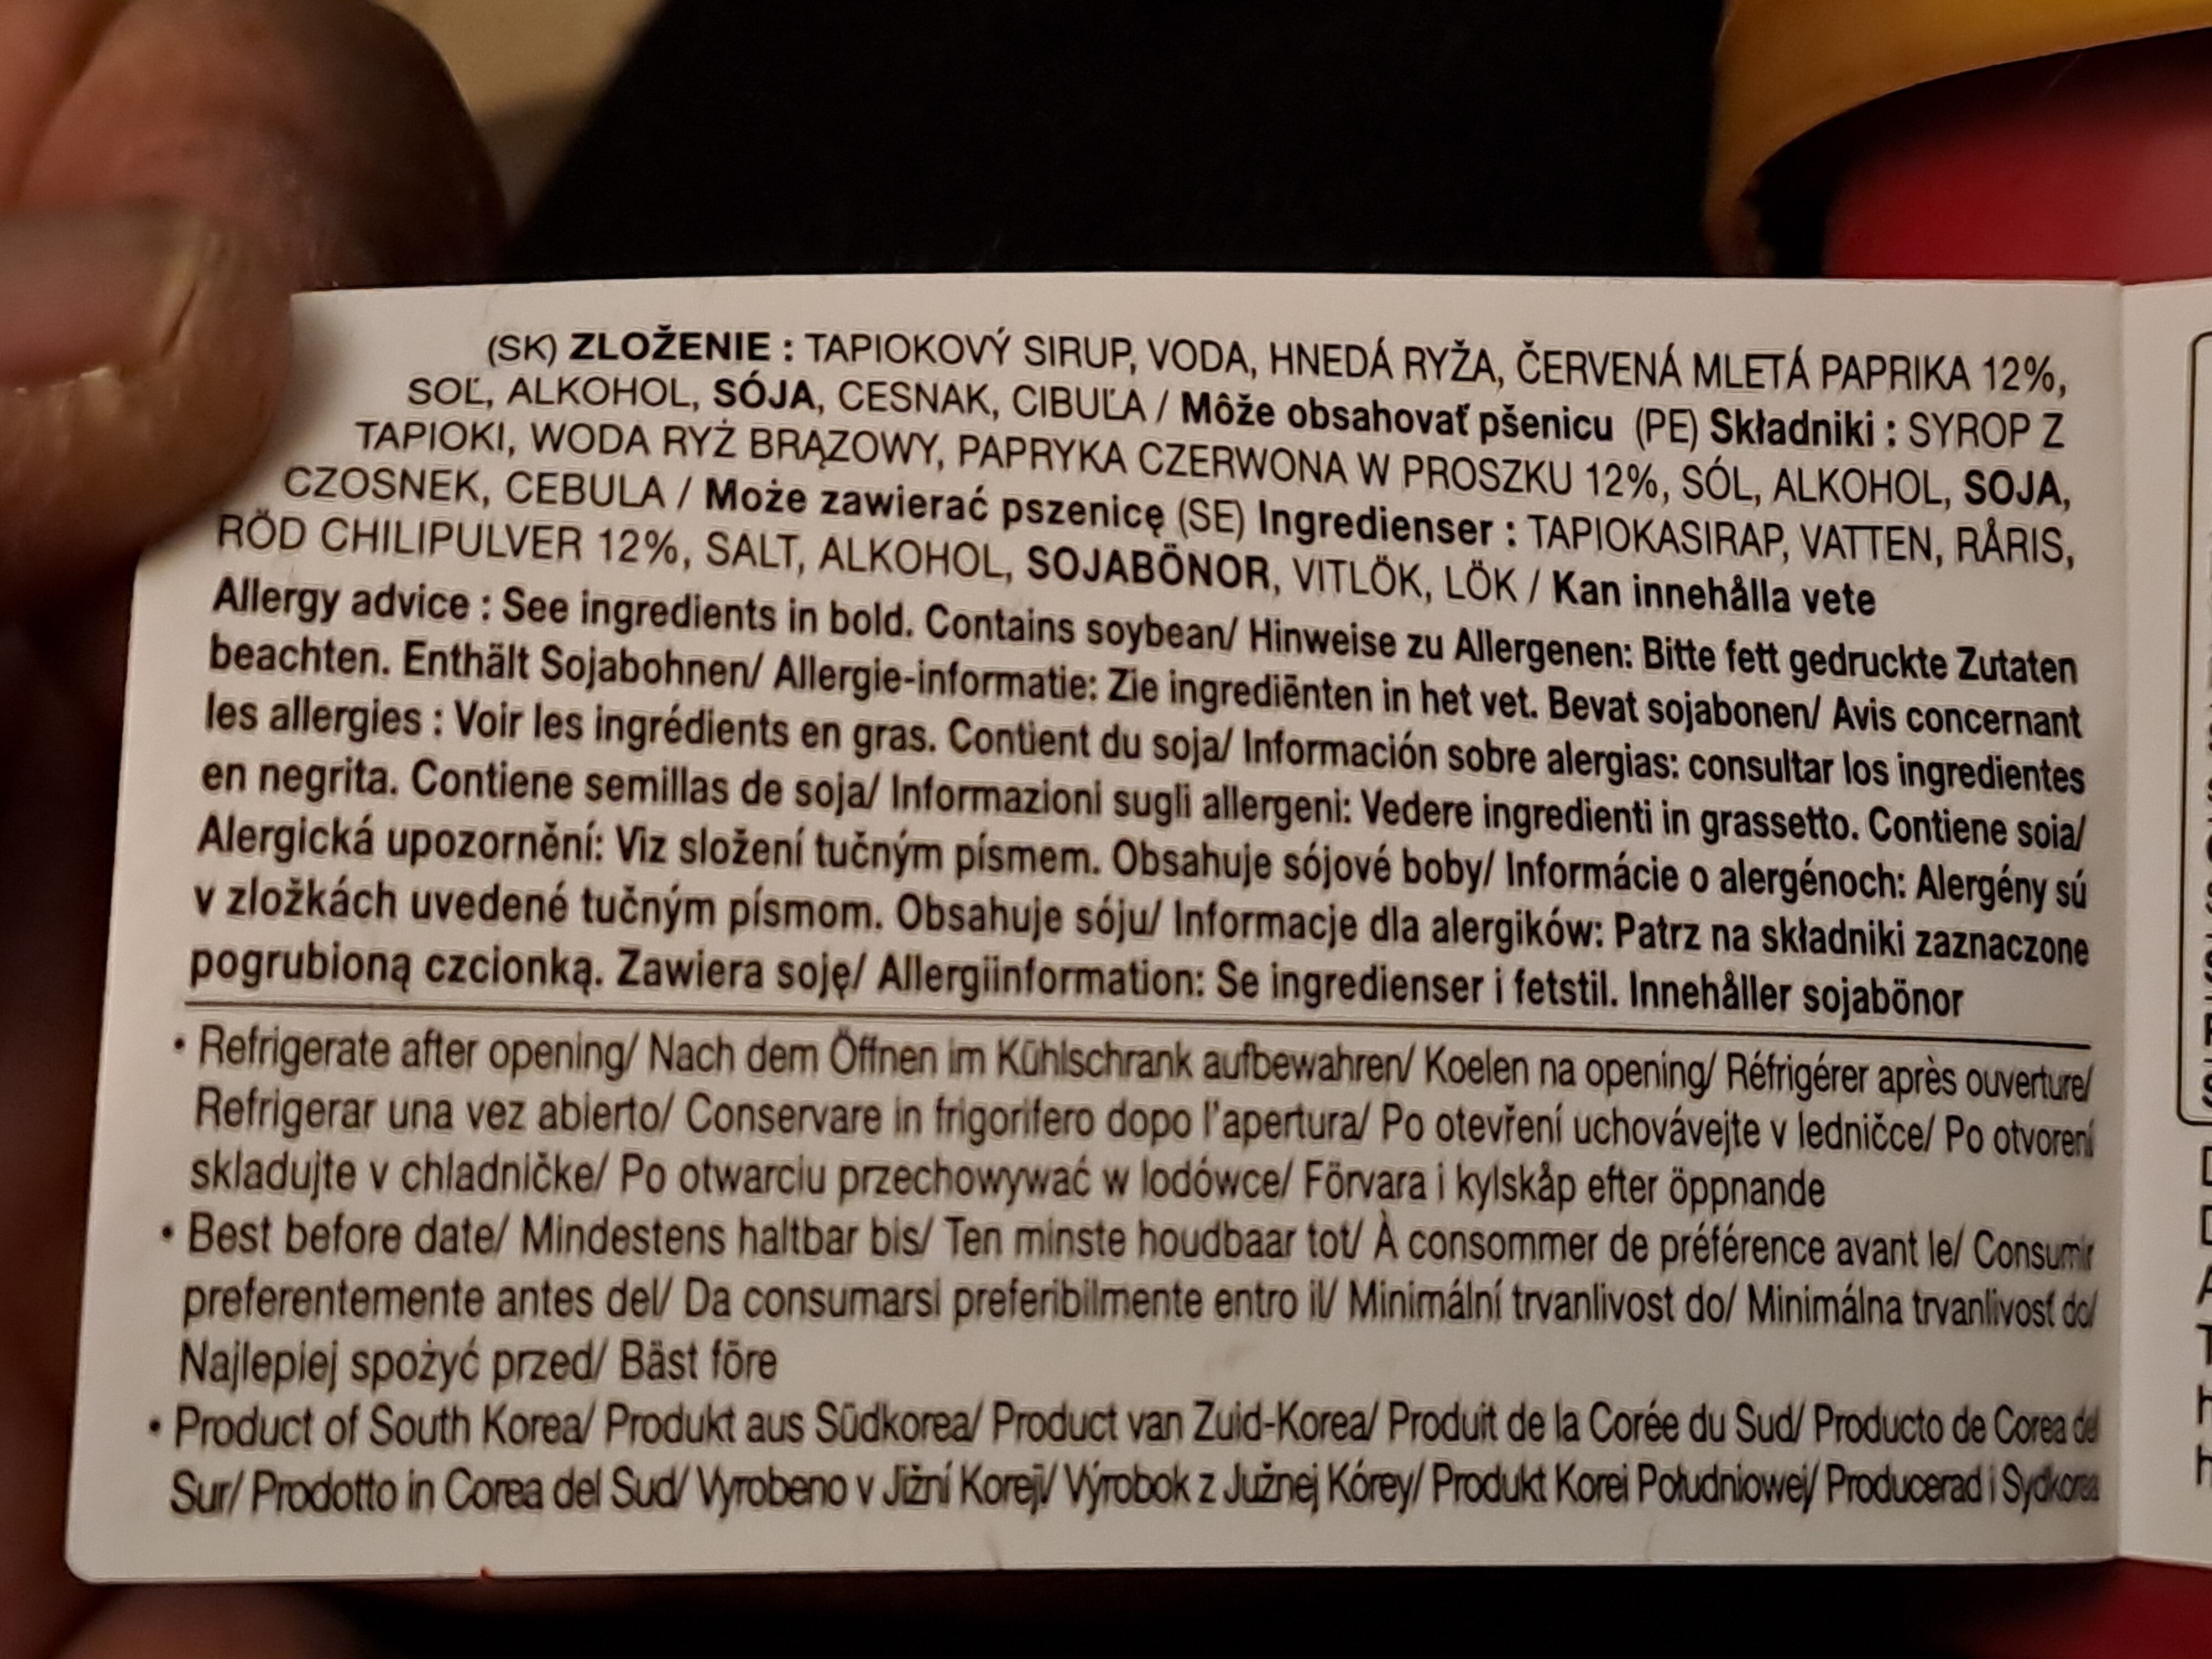 (SK) ZLOŽENIE : TAPIOKOVÝ SIRUP, VODA, HNEDÁ RYŽA, ČERVENÁ MLETÁ PAPRIKA 12%,
SOĽ, ALKOHOL, SÓJA, CESNAK, CIBUĽA / Môže obsahovať pšenicu (PE) Składniki : SYROP Z
TAPIOKI, WODA RYŻ BRĄZOWY, PAPRYKA CZERWONA W PROSZKU 12%, SÓL, ALKOHOL, SOJA,
CZOSNEK, CEBULA / Może zawierać pszenicę (SE) Ingredienser : TAPIOKASIRAP, VATTEN, RÅRIS,
RÖD CHILIPULVER 12%, SALT, ALKOHOL, SOJABÖNOR, VITLÖK, LÖK / Kan innehålla vete
Allergy advice : See ingredients in bold. Contains soybean/ Hinweise zu Allergenen: Bitte fett gedruckte Zutaten
beachten. Enthält Sojabohnen/ Allergie-informatie: Zie ingrediënten in het vet. Bevat sojabonen/ Avis concernant
les allergies : Voir les ingrédients en gras. Contient du soja/ Información sobre alergias: consultar los ingredientes
en negrita. Contiene semillas de soja/ Informazioni sugli allergeni: Vedere ingredienti in grassetto. Contiene soia/
Alergická upozornění: Viz složení tučným písmem. Obsahuje sójové boby/ Informácie o alergénoch: Alergény sú
v zložkách uvedené tučným písmom. Obsahuje sóju/ Informacje dla alergików: Patrz na składniki zaznaczone
pogrubioną czcionką. Zawiera soję/ Allergiinformation: Se ingredienser i fetstil. Innehåller sojabönor
• Refrigerate after opening/ Nach dem Öffnen im Kühlschrank aufbewahren/ Koelen na opening/ Réfrigérer après ouverture/
Refrigerar una vez abierto/ Conservare in frigorifero dopo l'apertura/ Po otevření uchovávejte v ledničce/ Po otvorení
skladujte v chladničke/ Po otwarciu przechowywać w lodówce/ Förvara i kylskåp efter öppnande
• Best before date/ Mindestens haltbar bis/ Ten minste houdbaar tot/ À consommer de préférence avant le/ Consumir
preferentemente antes del/ Da consumarsi preferibilmente entro il/ Minimální trvanlivost do/ Minimálna trvanlivosť do/
Najlepiej spożyć przed/ Bäst före
• Product of South Korea/ Produkt aus Südkorea/ Product van Zuid-Korea/ Produit de la Corée du Sud/ Producto de Corea del
Sur/ Prodotto in Corea del Sud/ Vyrobeno v Jižní Koreji/ Výrobok z Južnej Kórey/ Produkt Korei Południowej/ Producerad i Sydkorea